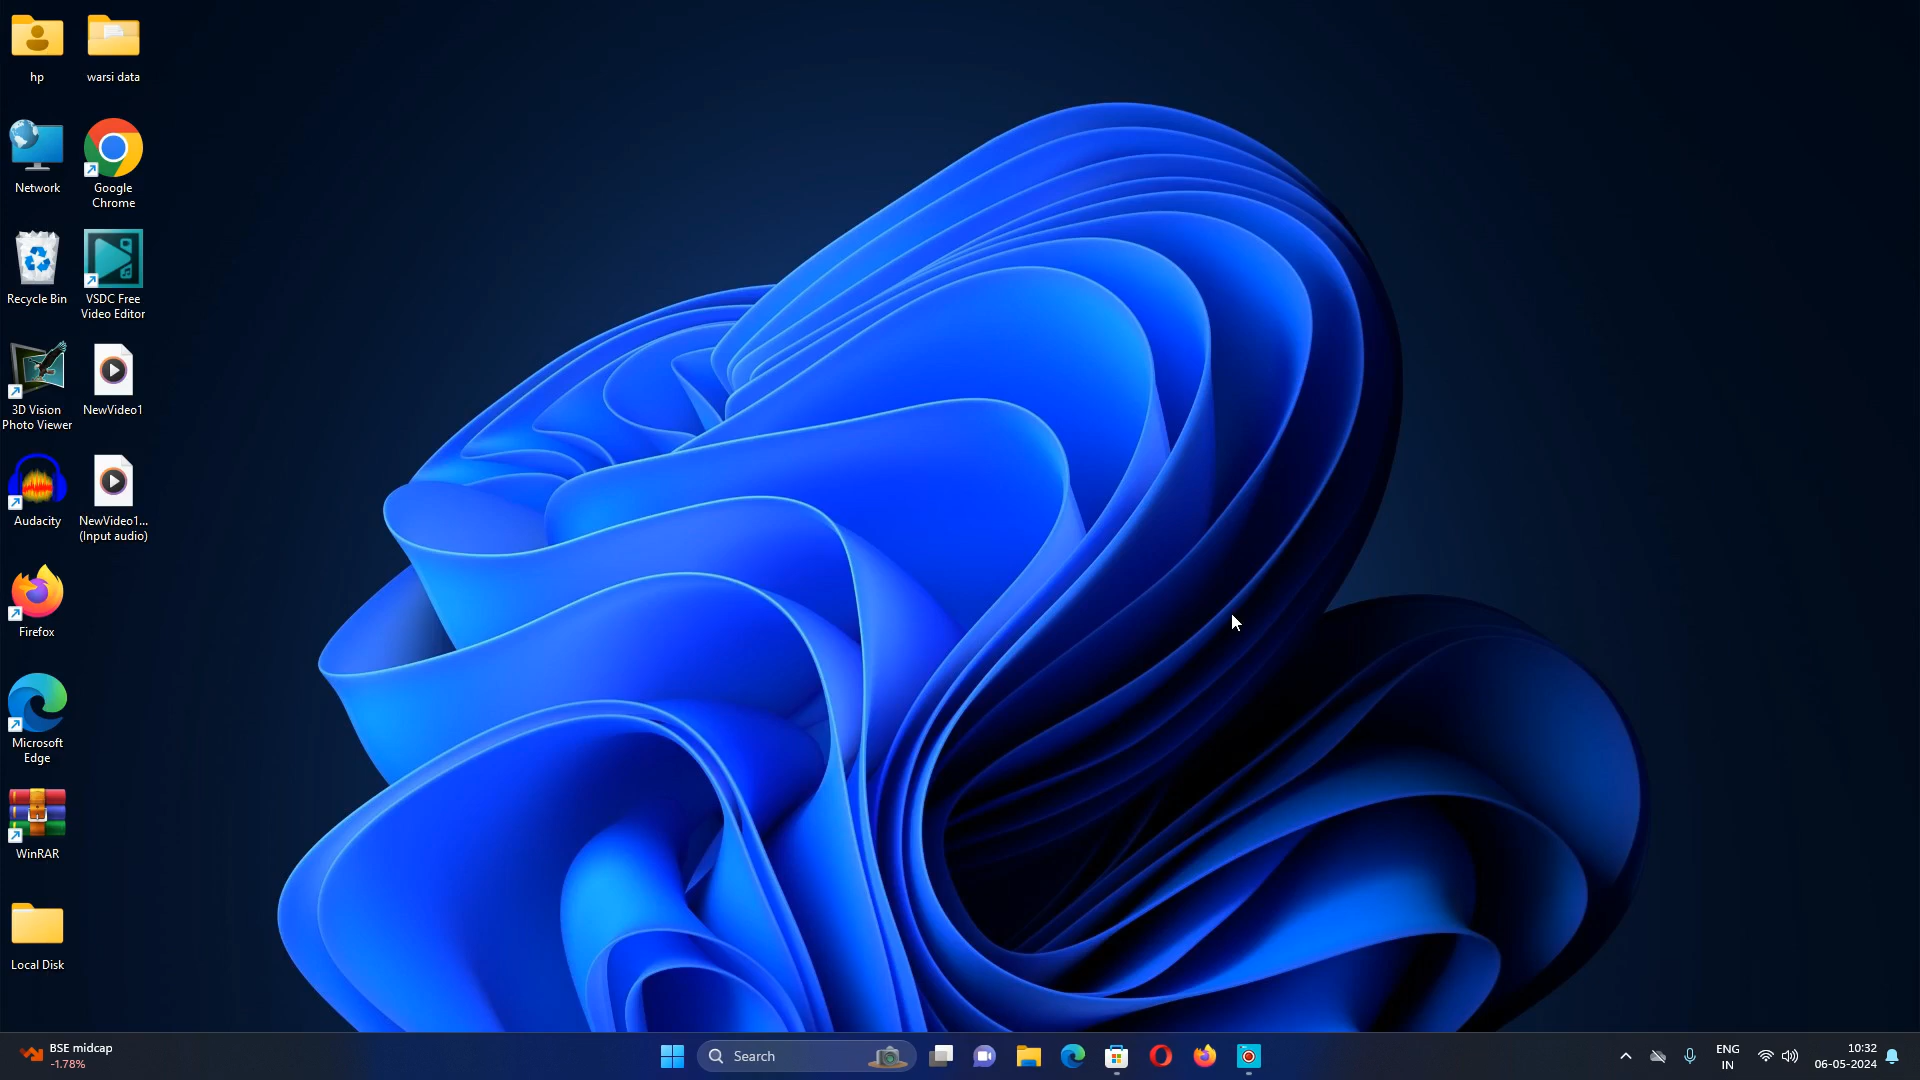 hp
warsi data
Network
Google
Chrome
Recycle Bin
VSDC Free
Video Editor
3D Vision
Photo Viewer
NewVideo1
Audacity
NewVideo1...
(Input audio)
Firefox
Microsoft
Edge
WinRAR
Local Disk
BSE midcap
-1.78%
Search
ENG
IN
10:32
06-05-2024